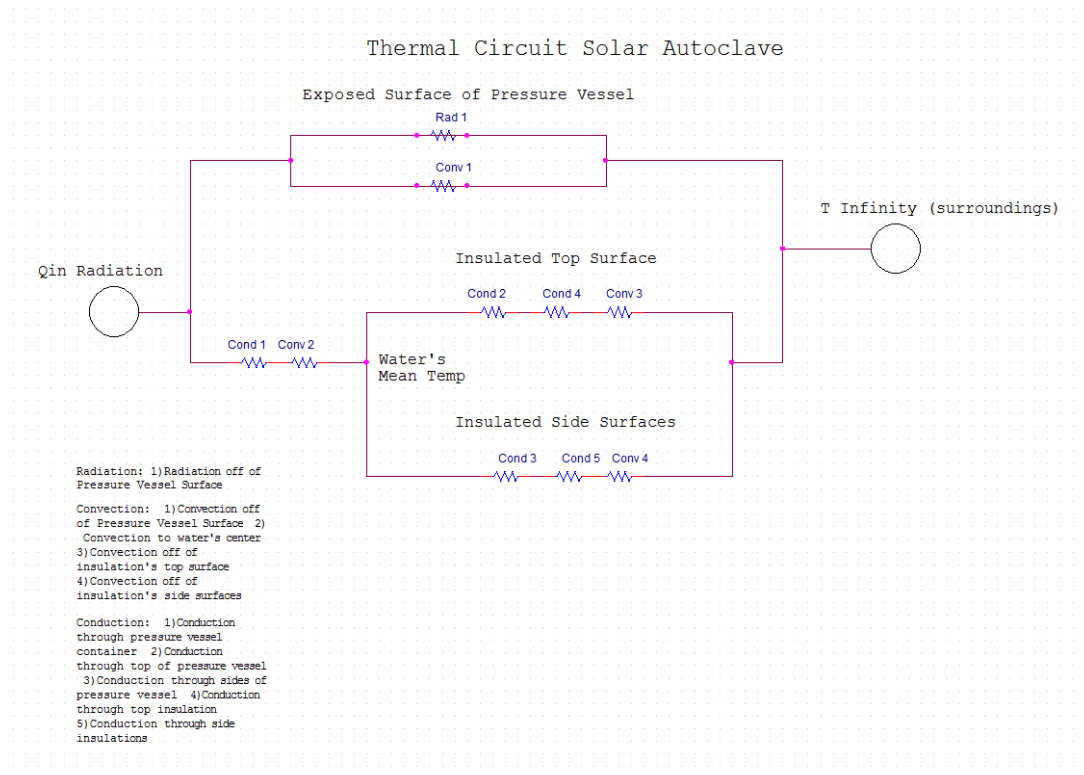 Thermal Circuit Solar Autoclave
Exposed Surface of Pressure Vessel
Rad 1
Conv 1
T Infinity (surroundings)
Insulated Top Surface
Qin Radiation
Cond 2 Cond 4 Conv 3
Cond 1 Conv 2
Water's
Mean Temp
Insulated Side Surfaces
Cond 3 Cond 5 Conv 4
Radiation: 1)Radiation off of
Pressure Vessel Surface
Convection: 1)Convection off
of Pressure Vessel Surface 2)
Convection to water's center
3)Convection off of
insulation's top surface
4)Convection off of
insulation's side surfaces
Conduction: 1)Conduction
through pressure vessel
container 2)Conduction
through top of pressure vessel
3)Conduction through sides of
pressure vessel 4)Conduction
through top insulation
5)Conduction through side
insulations